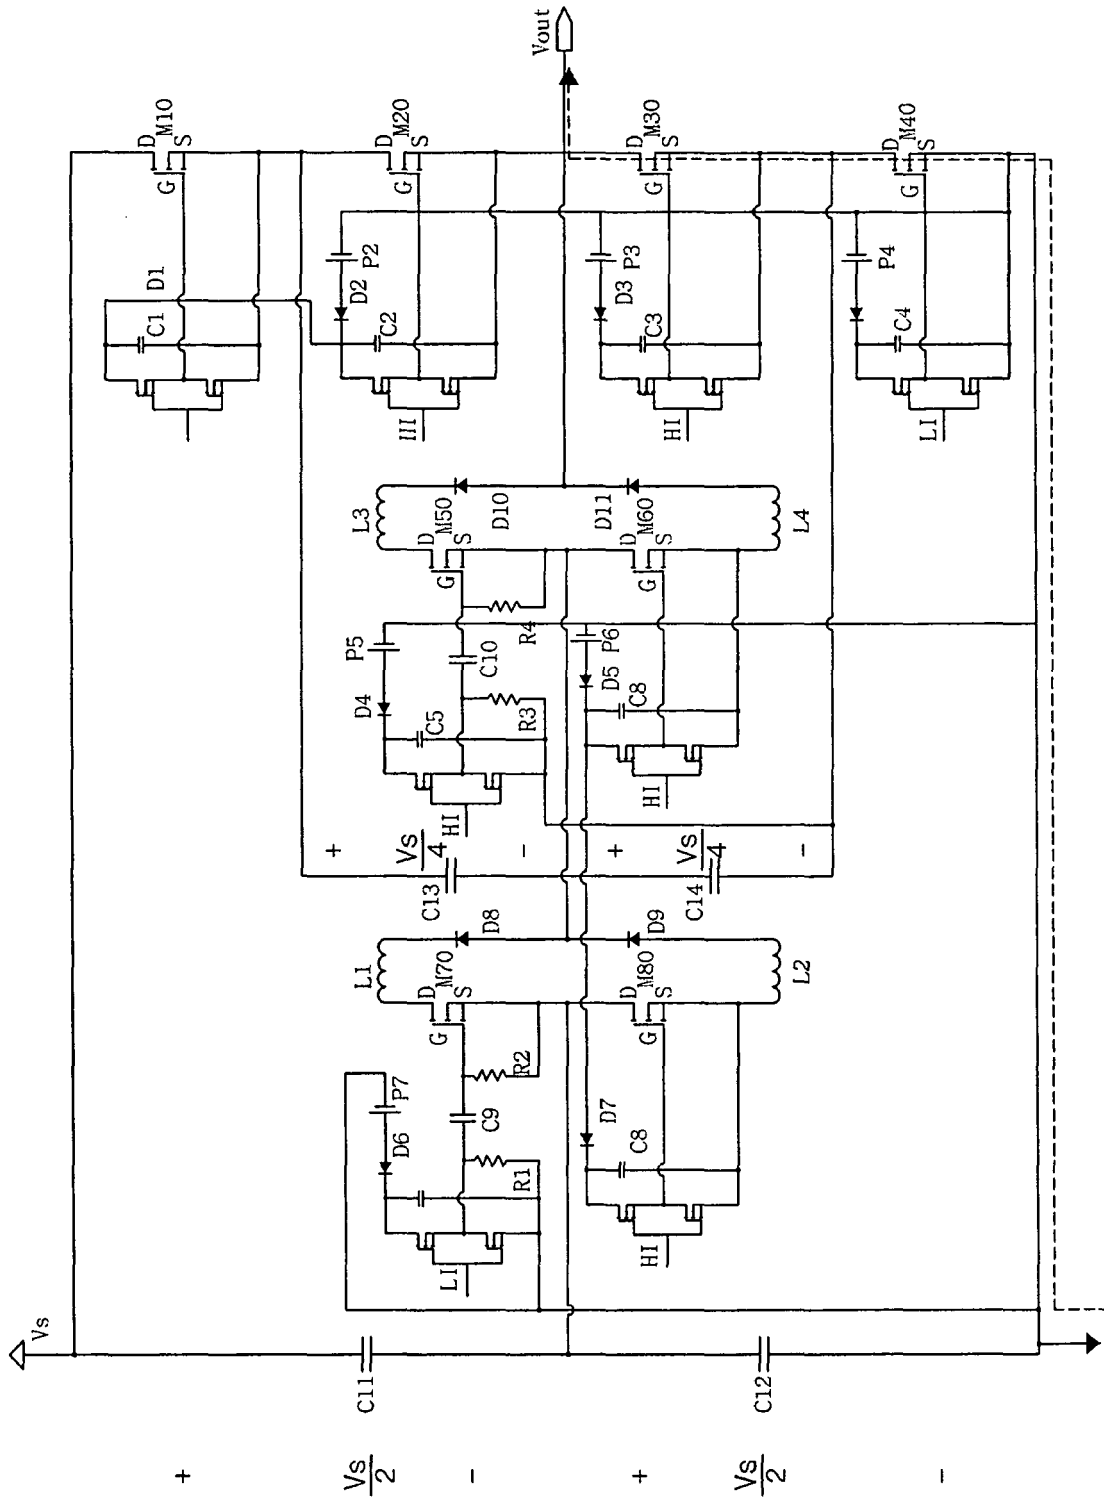 Vs
Vout
D
M10
S
G
D1
C1
D
M20
S
G
P2
D2
C2
HI
D
M30
S
G
P3
D3
C3
HI
D
M40
S
G
P4
C4
LI
L3
D
M50
S
G
D10
D11
D
M60
S
G
L4
P5
D4
C5
C10
R4
R3
HI
P6
D5
C8
HI
+
Vs
4
-
C13
+
Vs
4
-
C14
D8
D9
L1
D
M70
S
G
D
M80
S
G
L2
P7
D6
C9
R2
R1
LI
D7
C8
HI
C11
C12
+
Vs
2
-
+
Vs
2
-